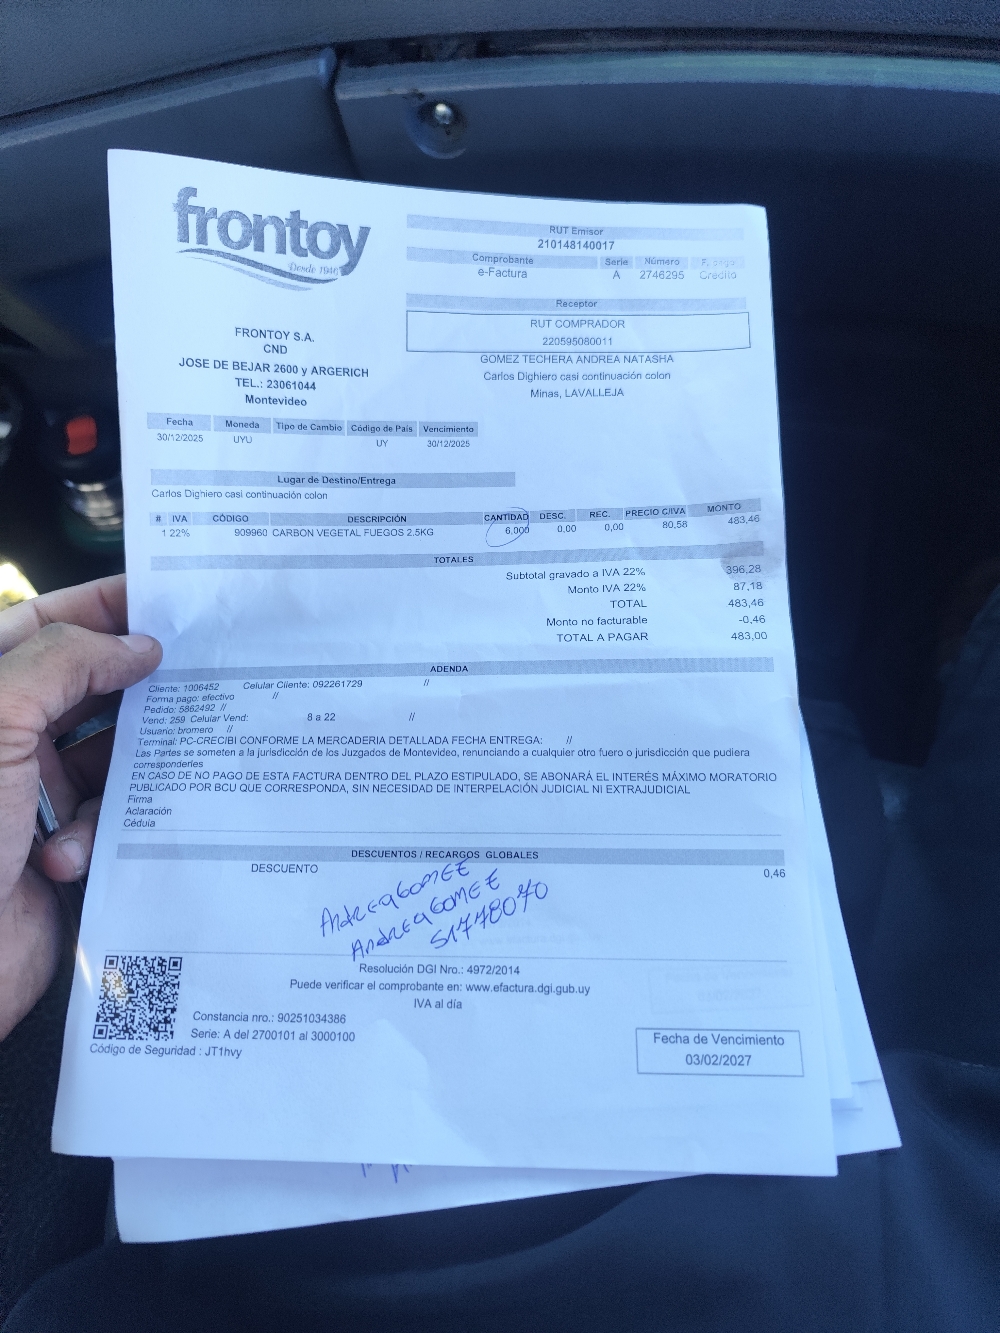 frontoy
Desde 1946
RUT Emisor
210148140017
Comprobante Serie Número F. pago
e-Factura A 2746295 Crédito
Receptor
RUT COMPRADOR
220595080011
GOMEZ TECHERA ANDREA NATASHA
Carlos Dighiero casi continuación colon
Minas, LAVALLEJA
FRONTOY S.A.
CND
JOSE DE BEJAR 2600 y ARGERICH
TEL.: 23061044
Montevideo
Fecha Moneda Tipo de Cambio Código de País Vencimiento
30/12/2025 UYU UY 30/12/2025
Lugar de Destino/Entrega
Carlos Dighiero casi continuación colon
# IVA CÓDIGO DESCRIPCIÓN CANTIDAD DESC. REC. PRECIO C/IVA MONTO
1 22% 909960 CARBON VEGETAL FUEGOS 2.5KG 6,000 0,00 0,00 80,58 483,46
TOTALES
Subtotal gravado a IVA 22% 396,28
Monto IVA 22% 87,18
TOTAL 483,46
Monto no facturable -0,46
TOTAL A PAGAR 483,00
ADENDA
Cliente: 1006452 Celular Cliente: 092261729 //
Forma pago: efectivo //
Pedido: 5862492 //
Vend: 259 Celular Vend: 8 a 22 //
Usuario: bromero //
Terminal: PC-CRECIBI CONFORME LA MERCADERIA DETALLADA FECHA ENTREGA: //
Las Partes se someten a la jurisdicción de los Juzgados de Montevideo, renunciando a cualquier otro fuero o jurisdicción que pudiera
corresponderles
EN CASO DE NO PAGO DE ESTA FACTURA DENTRO DEL PLAZO ESTIPULADO, SE ABONARÁ EL INTERÉS MÁXIMO MORATORIO
PUBLICADO POR BCU QUE CORRESPONDA, SIN NECESIDAD DE INTERPELACIÓN JUDICIAL NI EXTRAJUDICIAL
Firma
Aclaración
Cédula
DESCUENTOS / RECARGOS GLOBALES
DESCUENTO 0,46
Andrea GOMEZ
Andrea GOMEZ
51778070
Resolución DGI Nro.: 4972/2014
Puede verificar el comprobante en: www.efactura.dgi.gub.uy
IVA al día
Constancia nro.: 90251034386
Serie: A del 2700101 al 3000100
Código de Seguridad : JT1hvy
Fecha de Vencimiento
03/02/2027